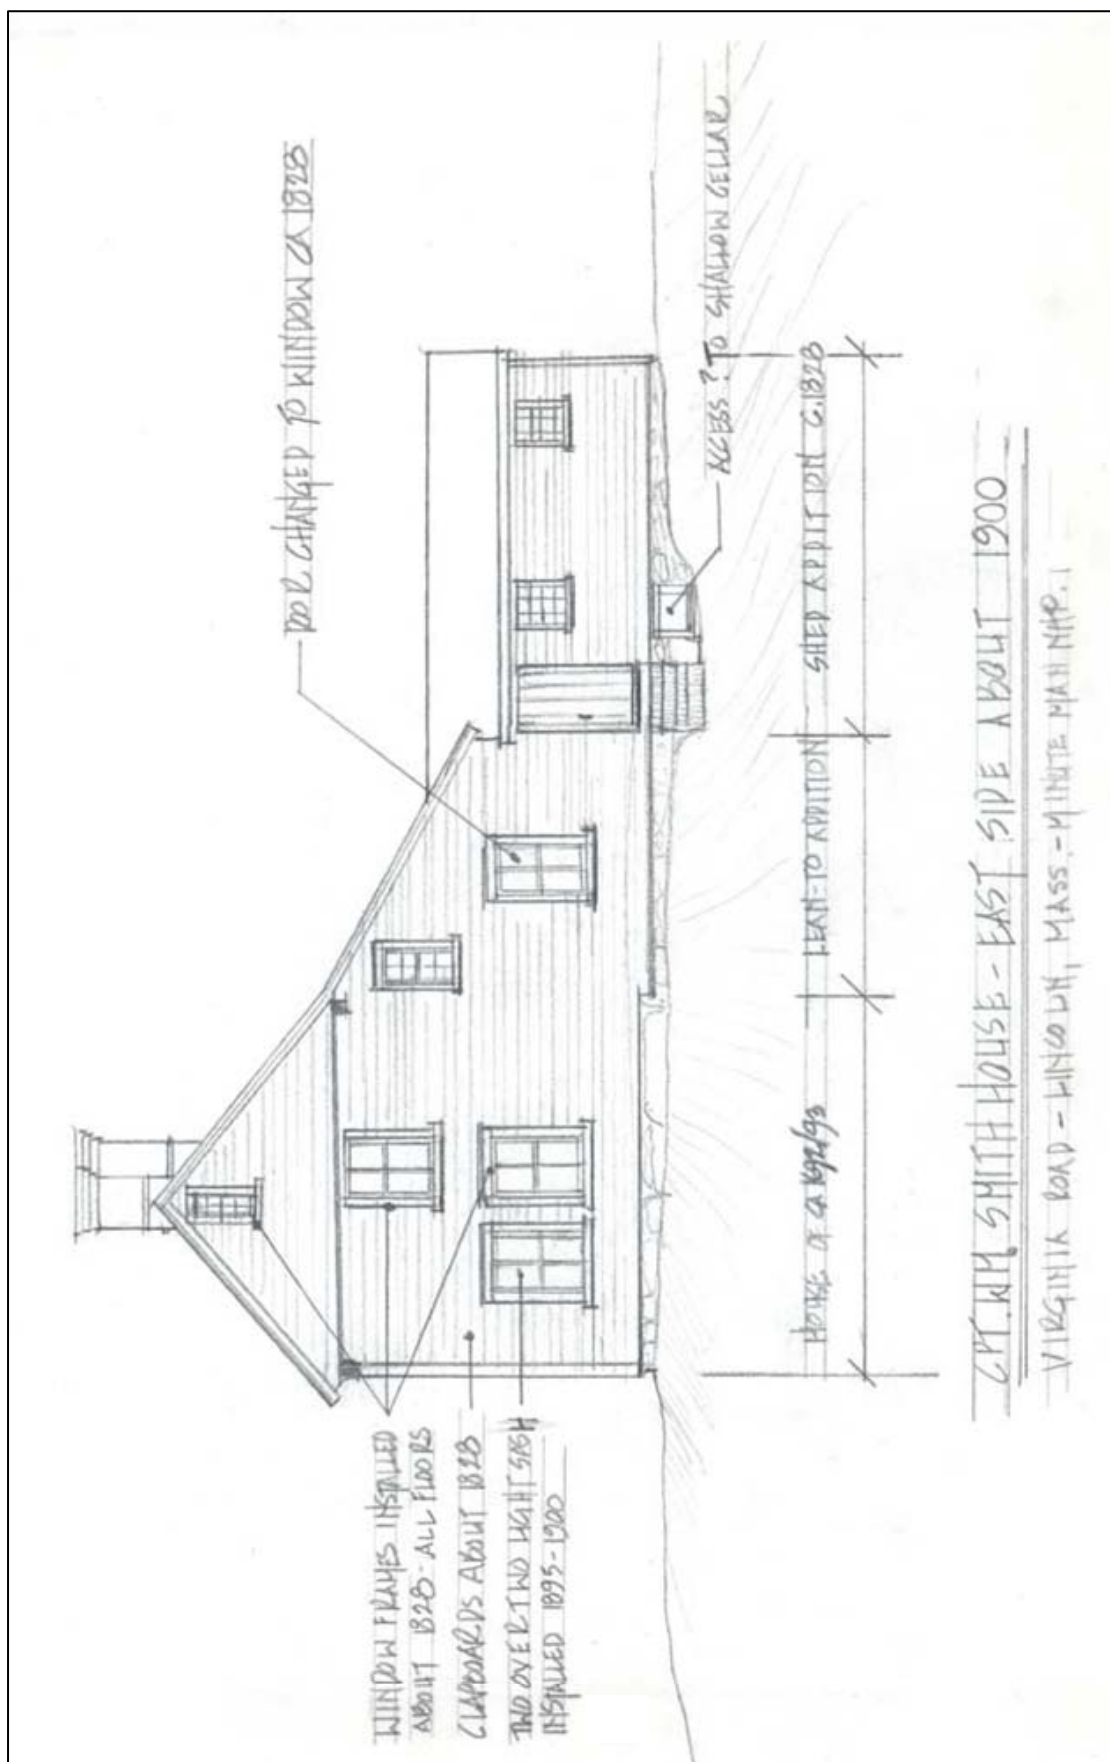 DOOR CHANGED TO WINDOW CA 1828
WINDOW FRAMES INSTALLED
ABOUT 1828 - ALL FLOORS
CLAPBOARDS ABOUT 1828
TWO OVER TWO LIGHT SASH
INSTALLED 1895-1900
ACCESS? TO SHALLOW CELLAR
HOUSE OF CA 1692/93
LEAN-TO ADDITION
SHED ADDITION C. 1828
CPT. WM. SMITH HOUSE - EAST SIDE ABOUT 1900
VIRGINIA ROAD - LINCOLN, MASS. - MINUTE MAN NHP.